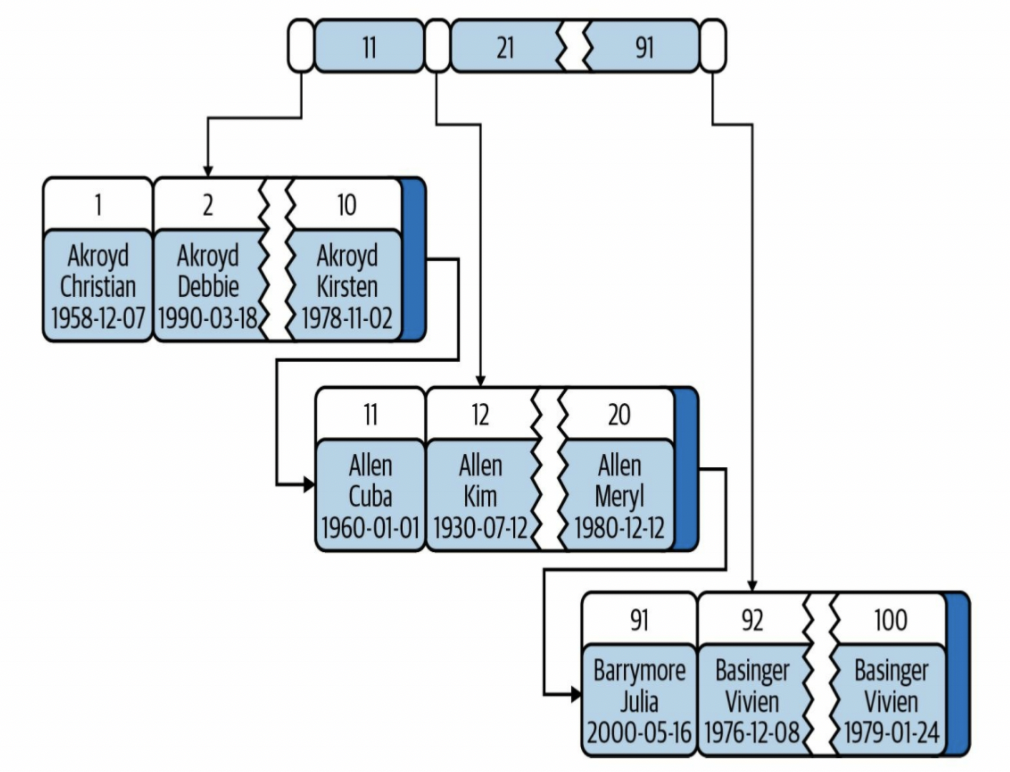 11 21 91
1 2 10
Akroyd Akroyd Akroyd
Christian Debbie Kirsten
1958-12-07 1990-03-18 1978-11-02
11 12 20
Allen Allen Allen
Cuba Kim Meryl
1960-01-01 1930-07-12 1980-12-12
91 92 100
Barrymore Basinger Basinger
Julia Vivien Vivien
2000-05-16 1976-12-08 1979-01-24